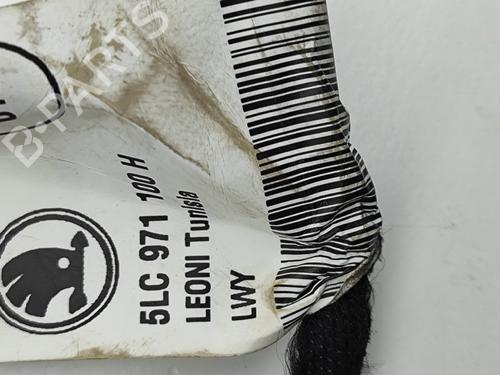 5LC 971 100 H
LEONI Tunisia
LWY
B-PARTS